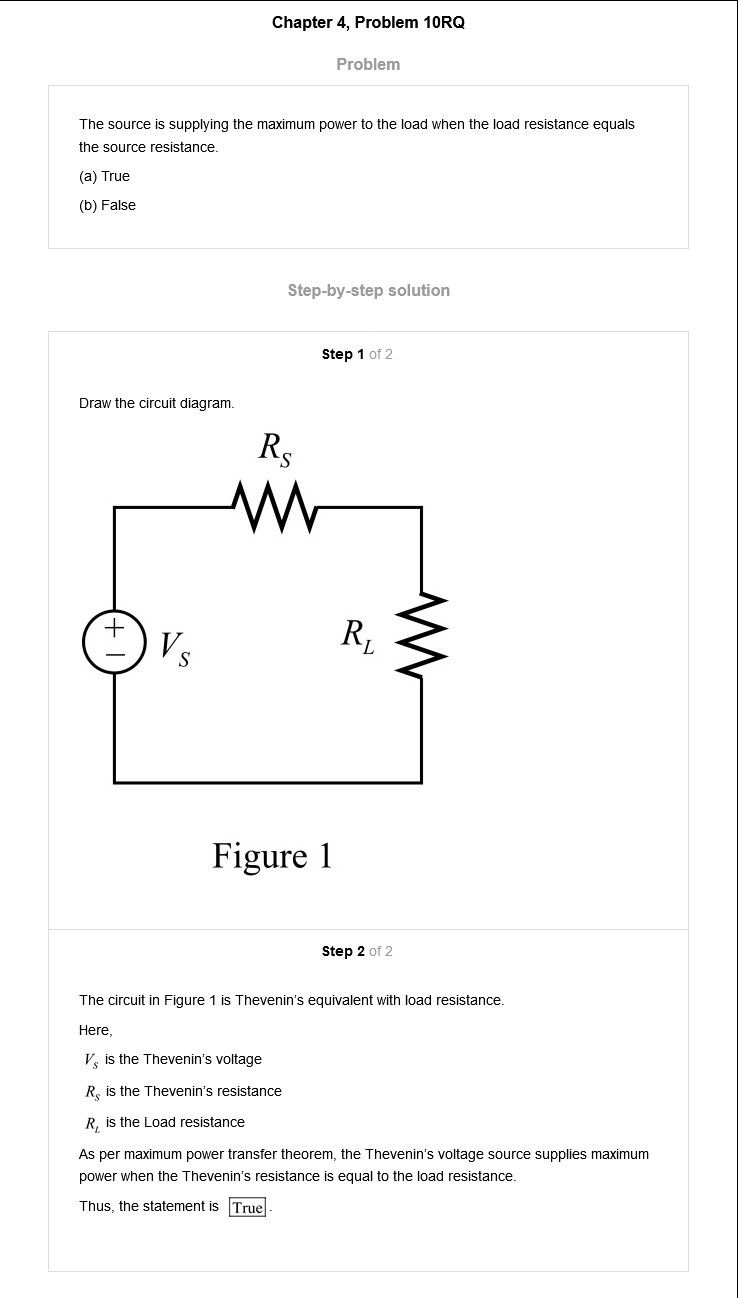 Chapter 4, Problem 10RQ
Problem
The source is supplying the maximum power to the load when the load resistance equals
the source resistance.
(a) True
(b) False
Step-by-step solution
Step 1 of 2
Draw the circuit diagram.
R_S
+
−
V_S
R_L
Figure 1
Step 2 of 2
The circuit in Figure 1 is Thevenin's equivalent with load resistance.
Here,
V_S is the Thevenin's voltage
R_S is the Thevenin's resistance
R_L is the Load resistance
As per maximum power transfer theorem, the Thevenin's voltage source supplies maximum
power when the Thevenin's resistance is equal to the load resistance.
Thus, the statement is True.